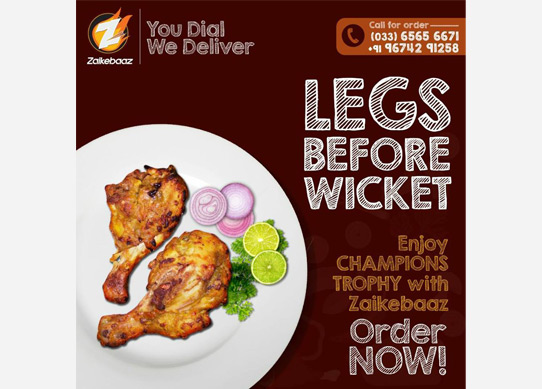 Zaikebaaz
You Dial
We Deliver
Call for order
(033) 6565 6671
+91 96742 91258
LEGS
BEFORE
WICKET
Enjoy
CHAMPIONS
TROPHY with
Zaikebaaz
Order
NOW!